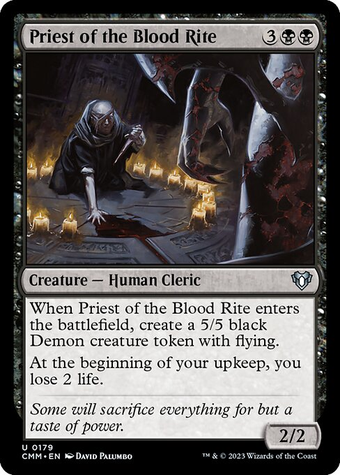 Priest of the Blood Rite 3
Creature — Human Cleric
When Priest of the Blood Rite enters
the battlefield, create a 5/5 black
Demon creature token with flying.
At the beginning of your upkeep, you
lose 2 life.
Some will sacrifice everything for but a
taste of power.
2/2
U 0179
CMM • EN DAVID PALUMBO
™ & © 2023 Wizards of the Coast